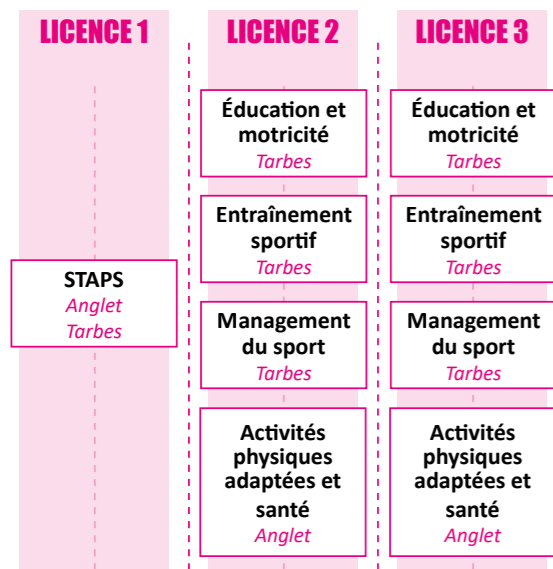 LICENCE 1
STAPS
Anglet
Tarbes
LICENCE 2
Éducation et
motricité
Tarbes
Entraînement
sportif
Tarbes
Management
du sport
Tarbes
Activités
physiques
adaptées et
santé
Anglet
LICENCE 3
Éducation et
motricité
Tarbes
Entraînement
sportif
Tarbes
Management
du sport
Tarbes
Activités
physiques
adaptées et
santé
Anglet